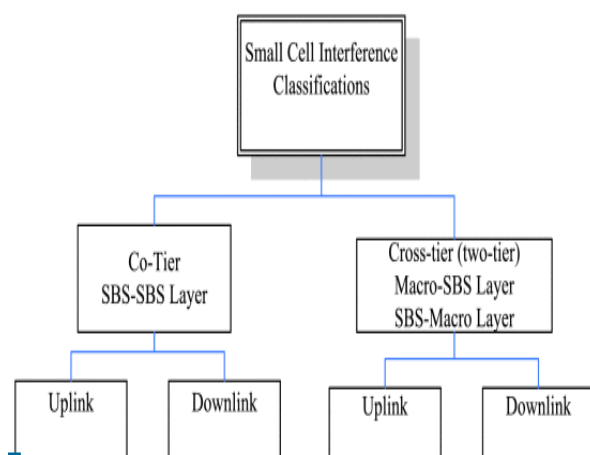 Small Cell Interference
Classifications
Co-Tier
SBS-SBS Layer
Cross-tier (two-tier)
Macro-SBS Layer
SBS-Macro Layer
Uplink
Downlink
Uplink
Downlink